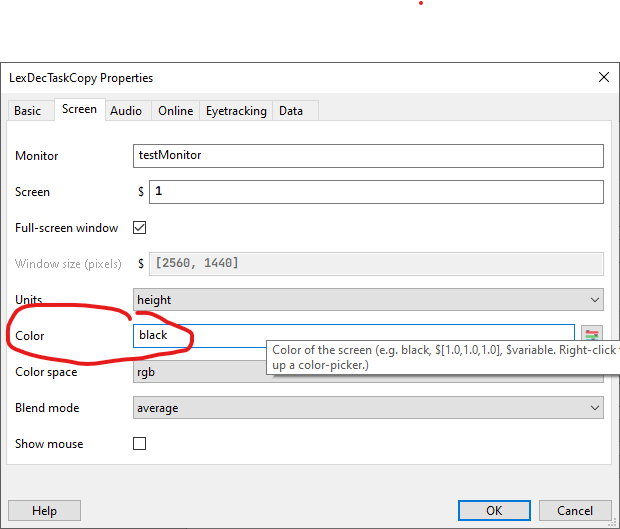 LexDecTaskCopy Properties
Basic Screen Audio Online Eyetracking Data
Monitor testMonitor
Screen $ 1
Full-screen window
Window size (pixels) $ [2560, 1440]
Units height
Color black
Color of the screen (e.g. black, $[1.0,1.0,1.0], $variable. Right-click
up a color-picker.)
Color space rgb
Blend mode average
Show mouse
Help OK Cancel